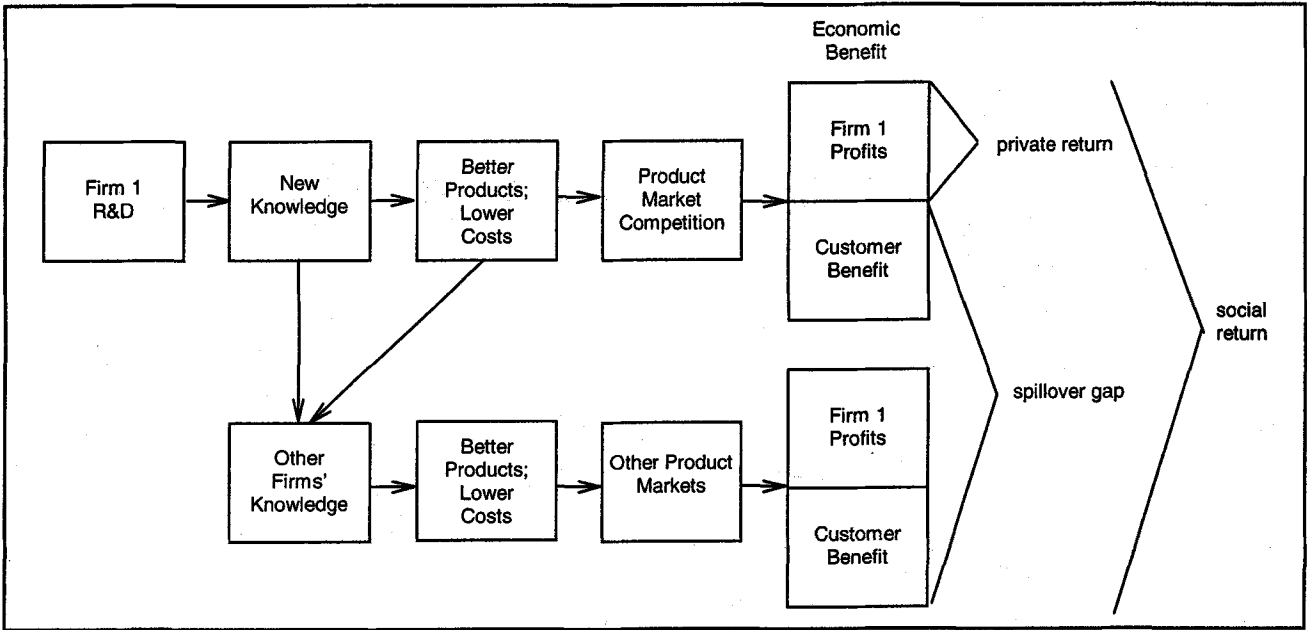 Economic
Benefit
Firm 1
R&D
New
Knowledge
Better
Products;
Lower
Costs
Product
Market
Competition
Firm 1
Profits
Customer
Benefit
private return
social
return
spillover gap
Other
Firms'
Knowledge
Better
Products;
Lower
Costs
Other Product
Markets
Firm 1
Profits
Customer
Benefit